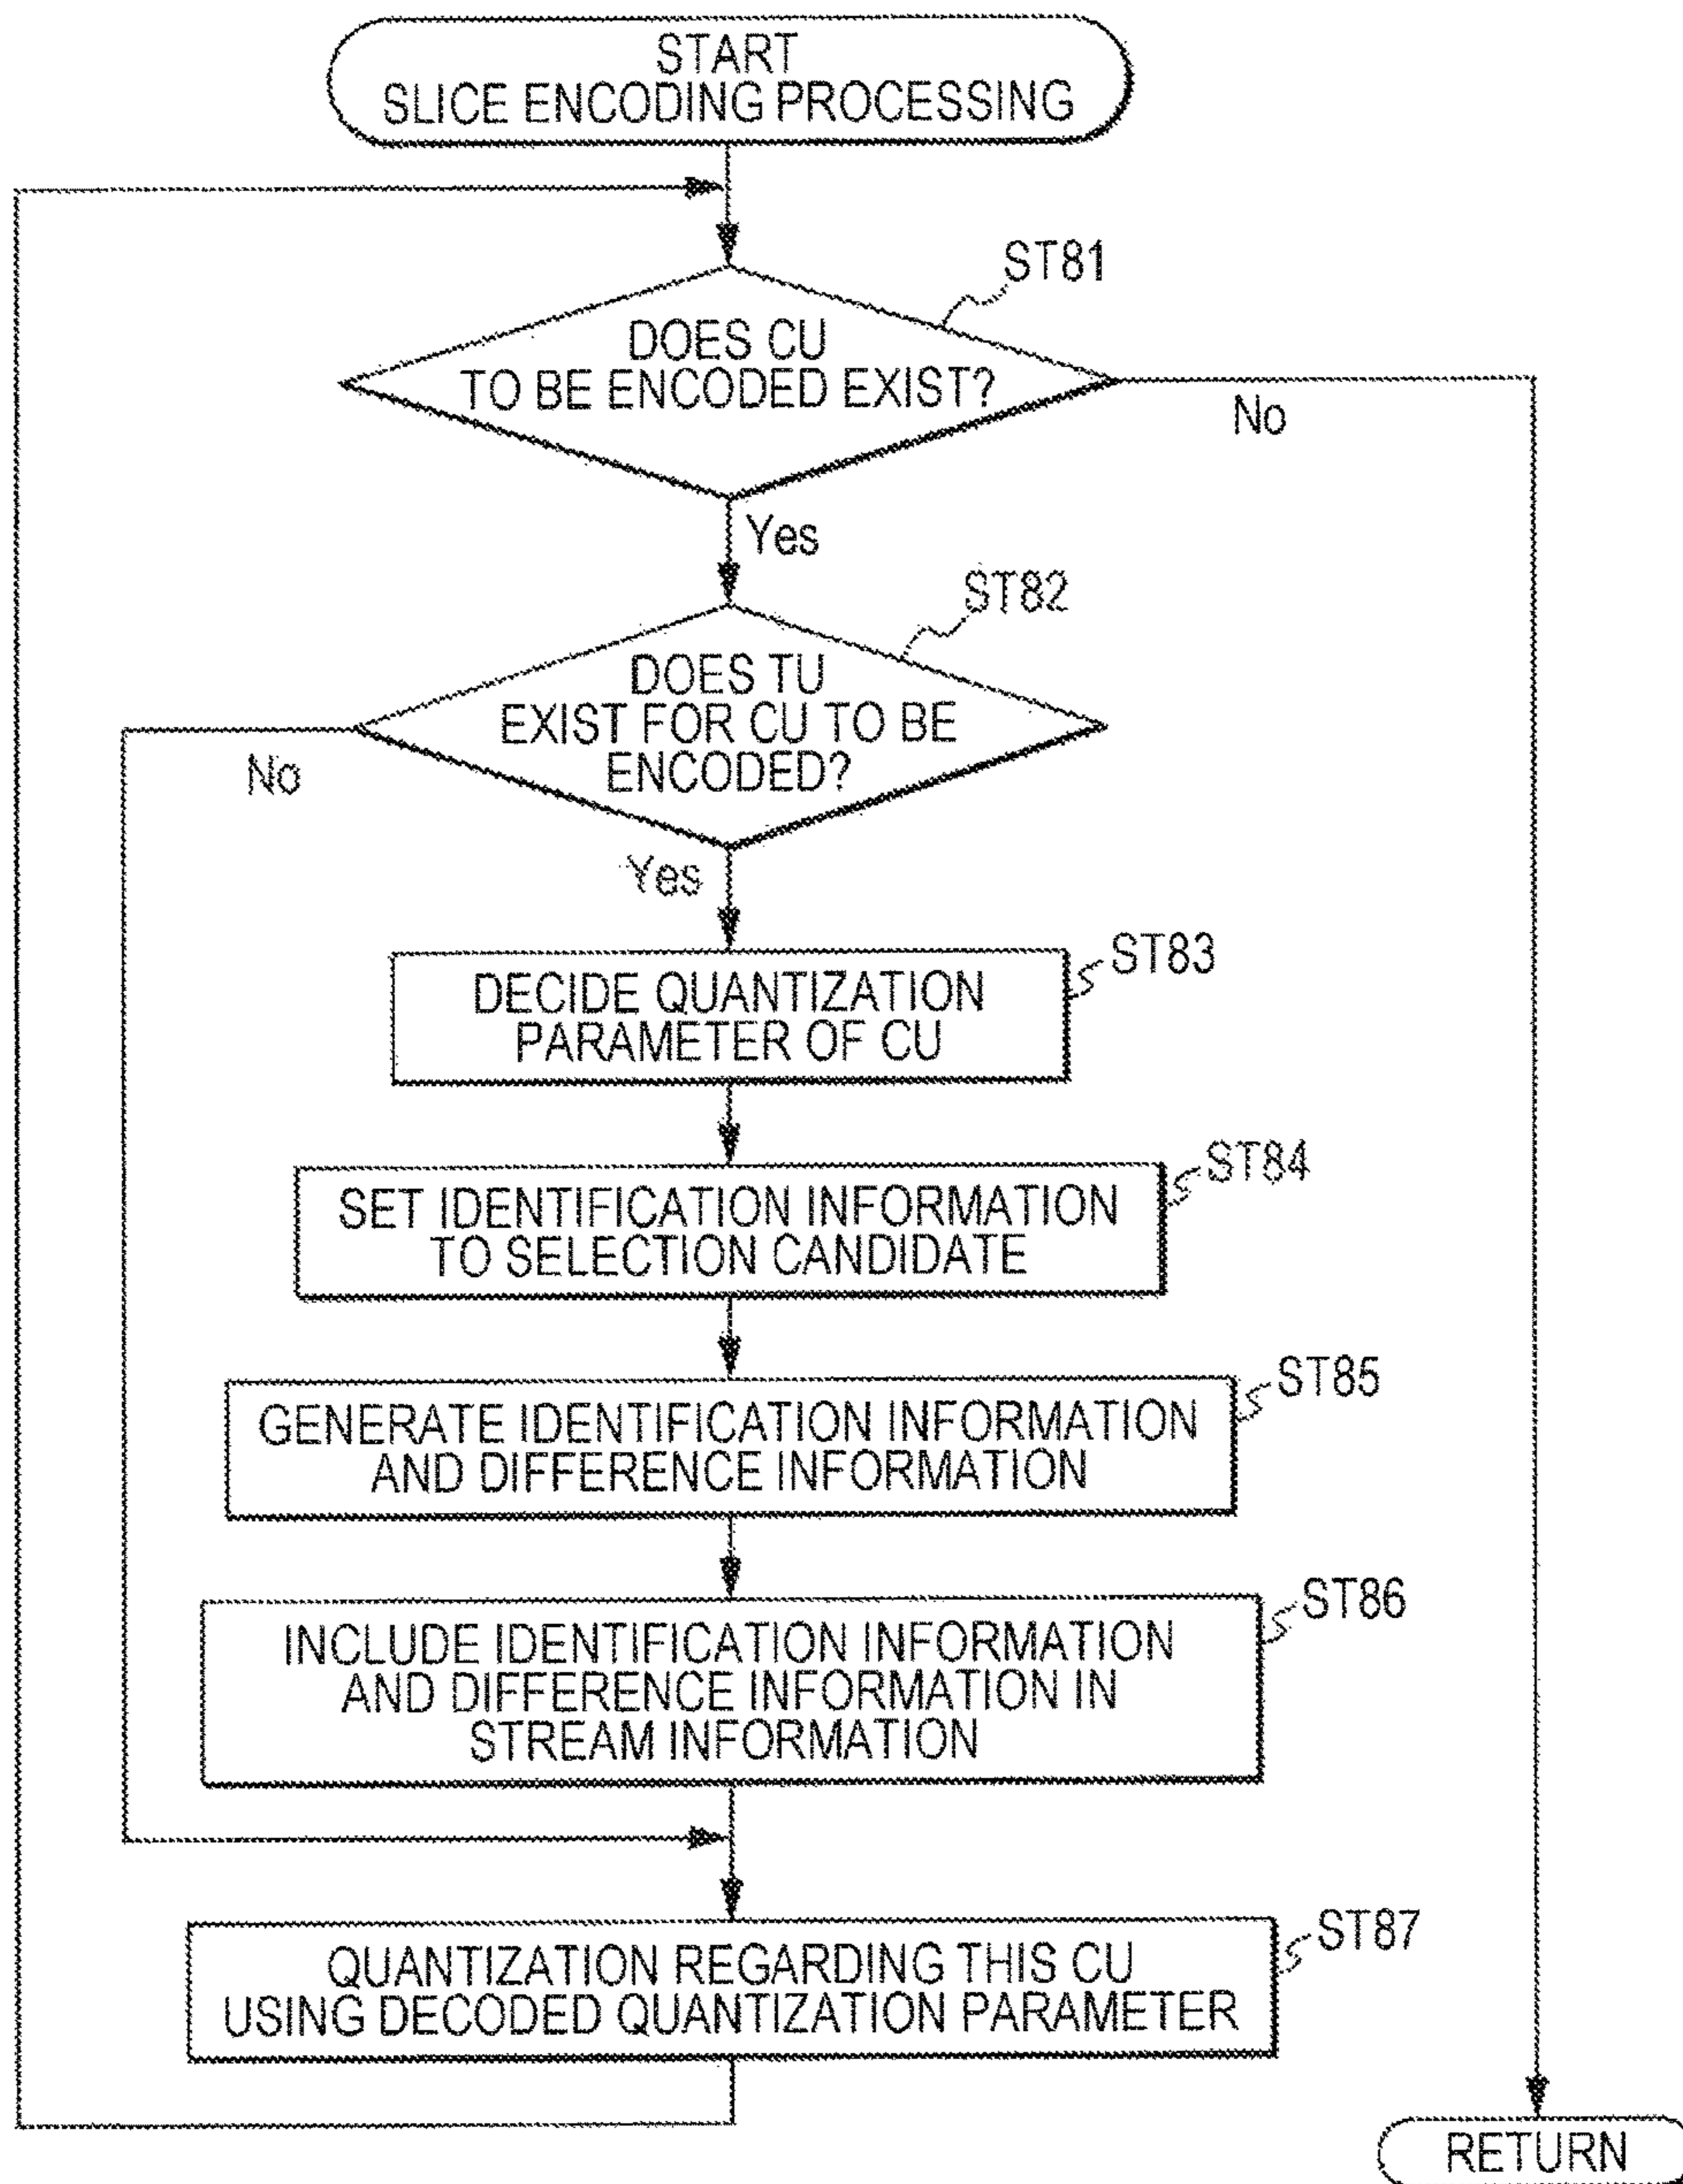 START
SLICE ENCODING PROCESSING
ST81
DOES CU
TO BE ENCODED EXIST?
No
Yes
ST82
DOES TU
EXIST FOR CU TO BE
ENCODED?
No
Yes
ST83
DECIDE QUANTIZATION
PARAMETER OF CU
ST84
SET IDENTIFICATION INFORMATION
TO SELECTION CANDIDATE
ST85
GENERATE IDENTIFICATION INFORMATION
AND DIFFERENCE INFORMATION
ST86
INCLUDE IDENTIFICATION INFORMATION
AND DIFFERENCE INFORMATION IN
STREAM INFORMATION
ST87
QUANTIZATION REGARDING THIS CU
USING DECODED QUANTIZATION PARAMETER
RETURN